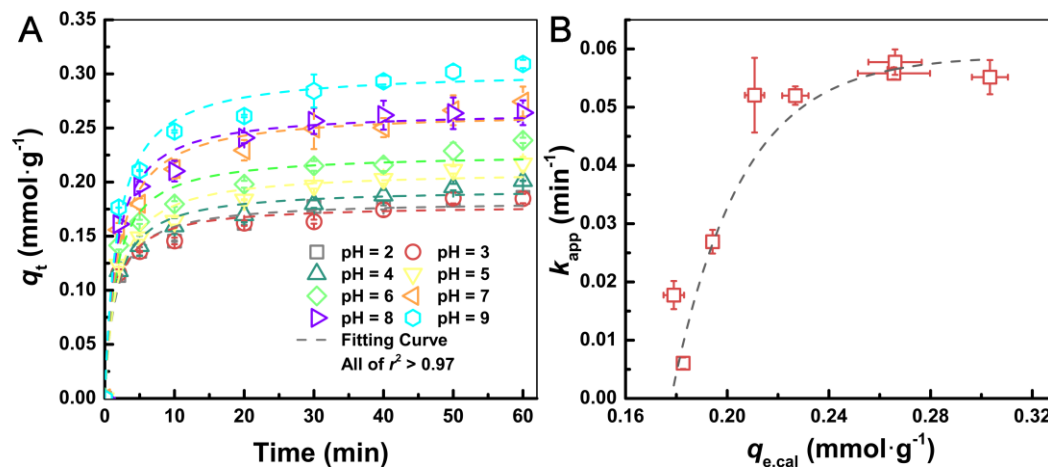 A
q_t (mmol·g⁻¹)
0.35
0.30
0.25
0.20
0.15
0.10
0.05
0.00
pH = 2 pH = 3
pH = 4 pH = 5
pH = 6 pH = 7
pH = 8 pH = 9
Fitting Curve
All of r² > 0.97
0 10 20 30 40 50 60
Time (min)
B
k_app (min⁻¹)
0.06
0.05
0.04
0.03
0.02
0.01
0.00
0.16 0.20 0.24 0.28 0.32
q_e,cal (mmol·g⁻¹)